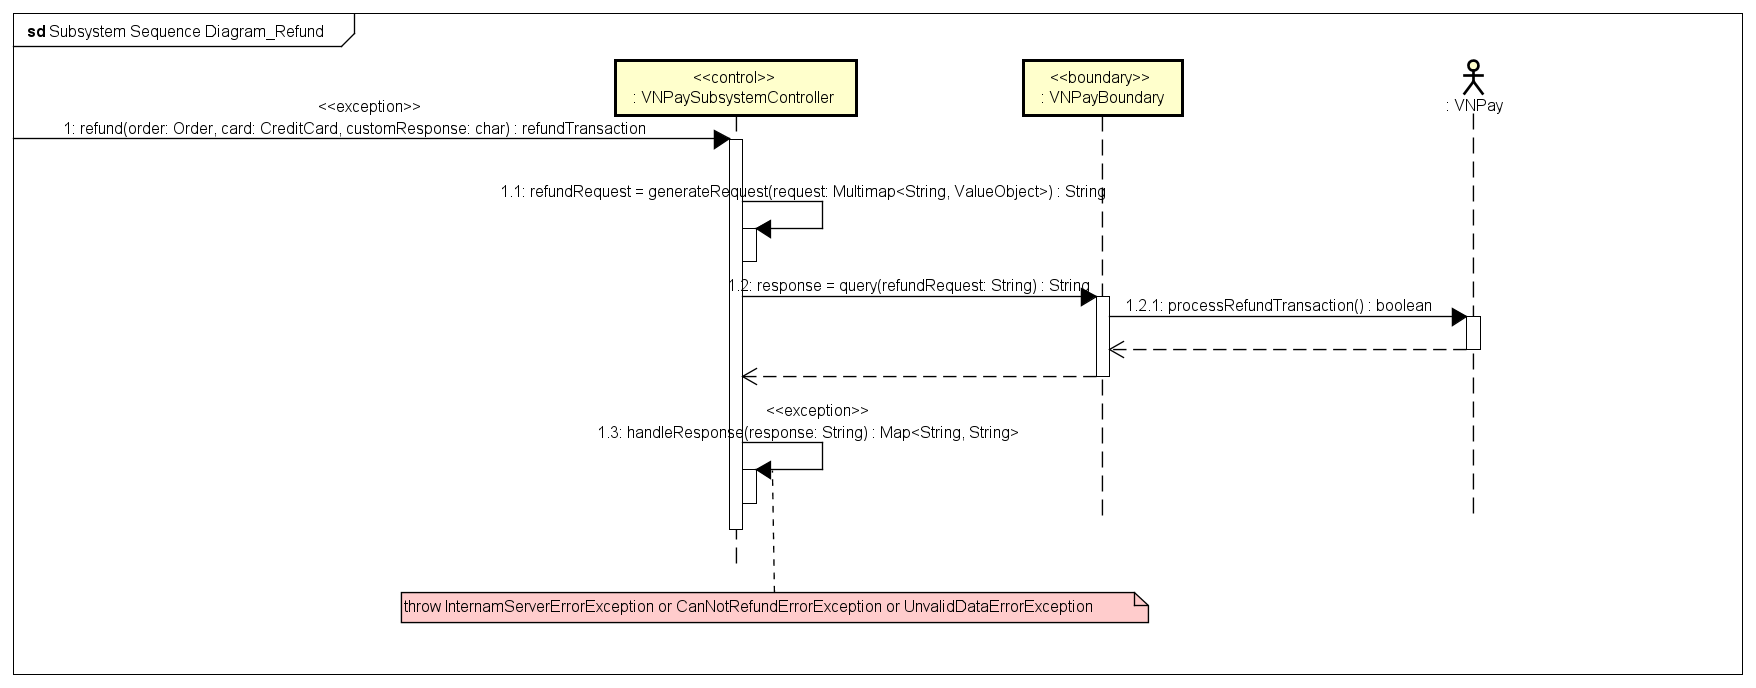 sd Subsystem Sequence Diagram_Refund
<<control>>
: VNPaySubsystemController
<<boundary>>
: VNPayBoundary
: VNPay
<<exception>>
1: refund(order: Order, card: CreditCard, customResponse: char) : refundTransaction
1.1: refundRequest = generateRequest(request: Multimap<String, ValueObject>) : String
1.2: response = query(refundRequest: String) : String
1.2.1: processRefundTransaction() : boolean
<<exception>>
1.3: handleResponse(response: String) : Map<String, String>
throw InternamServerErrorException or CanNotRefundErrorException or UnvalidDataErrorException